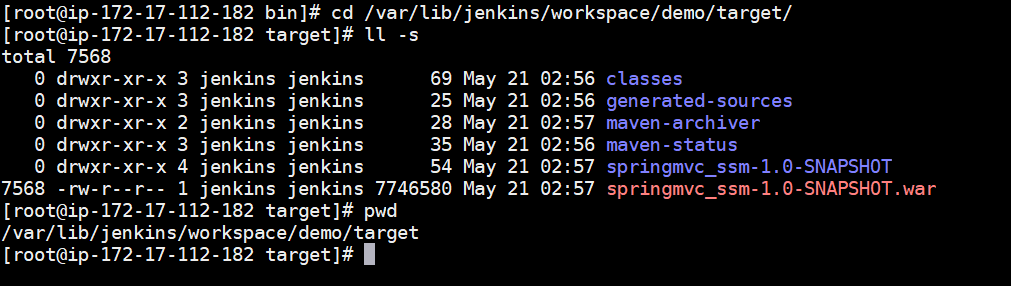 [root@ip-172-17-112-182 bin]# cd /var/lib/jenkins/workspace/demo/target/
[root@ip-172-17-112-182 target]# ll -s
total 7568
   0 drwxr-xr-x 3 jenkins jenkins      69 May 21 02:56 classes
   0 drwxr-xr-x 3 jenkins jenkins      25 May 21 02:56 generated-sources
   0 drwxr-xr-x 2 jenkins jenkins      28 May 21 02:57 maven-archiver
   0 drwxr-xr-x 3 jenkins jenkins      35 May 21 02:56 maven-status
   0 drwxr-xr-x 4 jenkins jenkins      54 May 21 02:57 springmvc_ssm-1.0-SNAPSHOT
7568 -rw-r--r-- 1 jenkins jenkins 7746580 May 21 02:57 springmvc_ssm-1.0-SNAPSHOT.war
[root@ip-172-17-112-182 target]# pwd
/var/lib/jenkins/workspace/demo/target
[root@ip-172-17-112-182 target]#